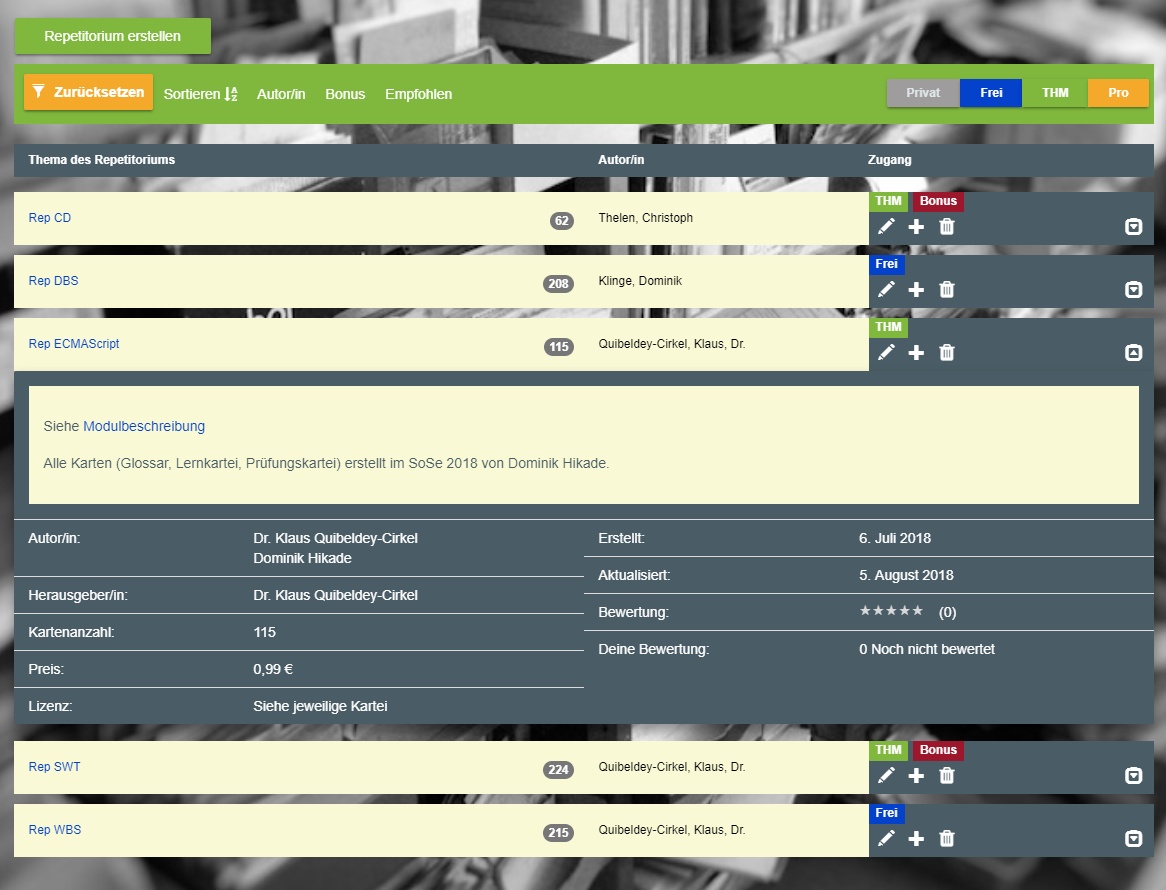 Repetitorium erstellen
Zurücksetzen Sortieren Autor/in Bonus Empfohlen Privat Frei THM Pro
Thema des Repetitoriums Autor/in Zugang
THM Bonus
Rep CD 62 Thelen, Christoph
Frei
Rep DBS 208 Klinge, Dominik
THM
Rep ECMAScript 115 Quibeldey-Cirkel, Klaus, Dr.
Siehe Modulbeschreibung
Alle Karten (Glossar, Lernkartei, Prüfungskartei) erstellt im SoSe 2018 von Dominik Hikade.
Autor/in: Dr. Klaus Quibeldey-Cirkel
Dominik Hikade
Herausgeber/in: Dr. Klaus Quibeldey-Cirkel
Kartenanzahl: 115
Preis: 0,99 €
Lizenz: Siehe jeweilige Kartei
Erstellt: 6. Juli 2018
Aktualisiert: 5. August 2018
Bewertung: ★★★★★ (0)
Deine Bewertung: 0 Noch nicht bewertet
THM Bonus
Rep SWT 224 Quibeldey-Cirkel, Klaus, Dr.
Frei
Rep WBS 215 Quibeldey-Cirkel, Klaus, Dr.